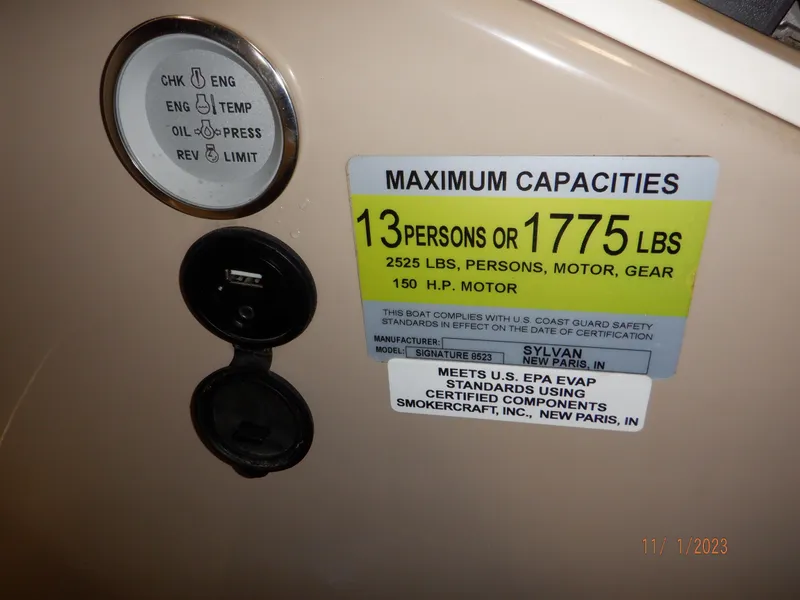 CHK ENG
ENG TEMP
OIL PRESS
REV LIMIT
MAXIMUM CAPACITIES
13 PERSONS OR 1775 LBS
2525 LBS, PERSONS, MOTOR, GEAR
150 H.P. MOTOR
THIS BOAT COMPLIES WITH U.S. COAST GUARD SAFETY
STANDARDS IN EFFECT ON THE DATE OF CERTIFICATION
MANUFACTURER: SYLVAN
MODEL: SIGNATURE 8523 NEW PARIS, IN
MEETS U.S. EPA EVAP
STANDARDS USING
CERTIFIED COMPONENTS
SMOKERCRAFT, INC., NEW PARIS, IN
11/ 1/2023